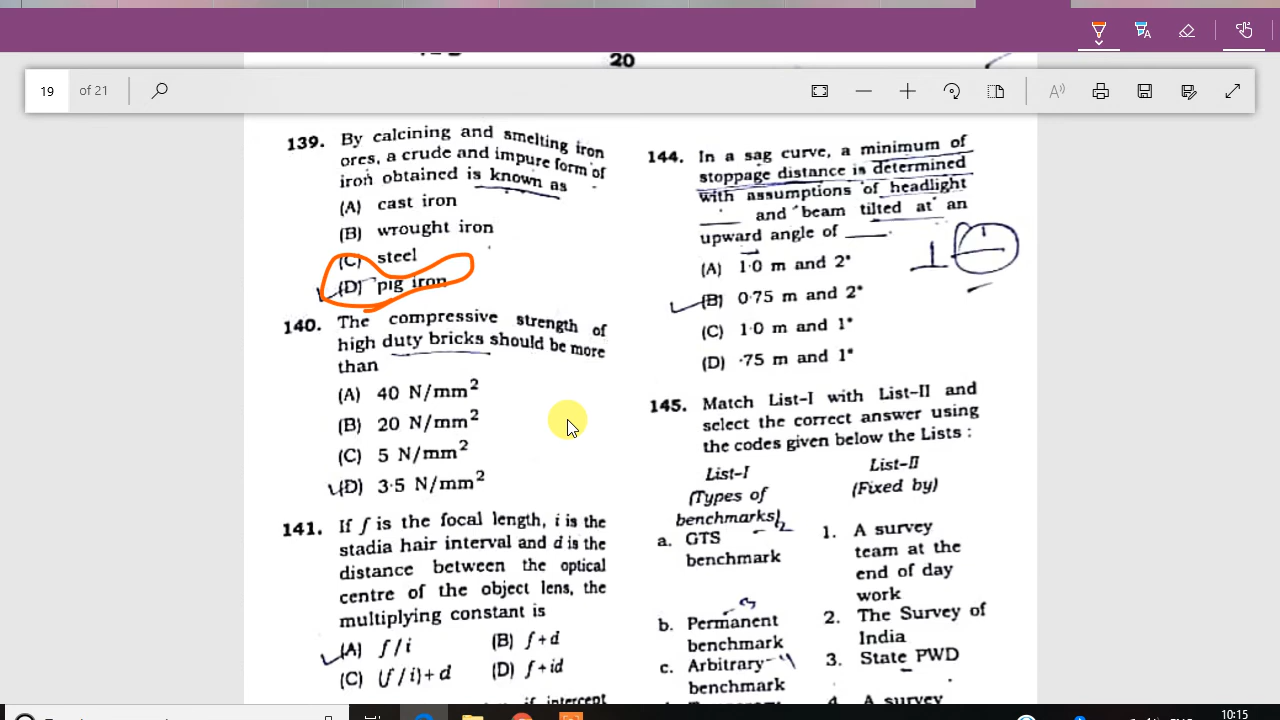 20
19 of 21
139. By calcining and smelting iron
ores, a crude and impure form of
iron obtained is known as
(A) cast iron
(B) wrought iron
(C) steel
(D) pig iron
140. The compressive strength of
high duty bricks should be more
than
(A) 40 N/mm²
(B) 20 N/mm²
(C) 5 N/mm²
(D) 3·5 N/mm²
141. If f is the focal length, i is the
stadia hair interval and d is the
distance between the optical
centre of the object lens, the
multiplying constant is
(A) f / i (B) f + d
(C) (f / i) + d (D) f + id
if intercept
144. In a sag curve, a minimum of
stoppage distance is determined
with assumptions of headlight
____ and beam tilted at an
upward angle of ____.
(A) 1·0 m and 2°
(B) 0·75 m and 2°
(C) 1·0 m and 1°
(D) ·75 m and 1°
145. Match List-I with List-II and
select the correct answer using
the codes given below the Lists :
List-I List-II
(Types of (Fixed by)
benchmarks)
a. GTS 1. A survey
benchmark team at the
end of day
work
b. Permanent 2. The Survey of
benchmark India
c. Arbitrary 3. State PWD
benchmark
4. A survey
10:15